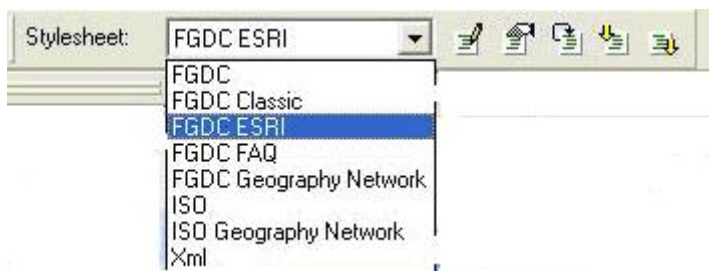 Stylesheet: FGDC ESRI
FGDC
FGDC Classic
FGDC ESRI
FGDC FAQ
FGDC Geography Network
ISO
ISO Geography Network
Xml